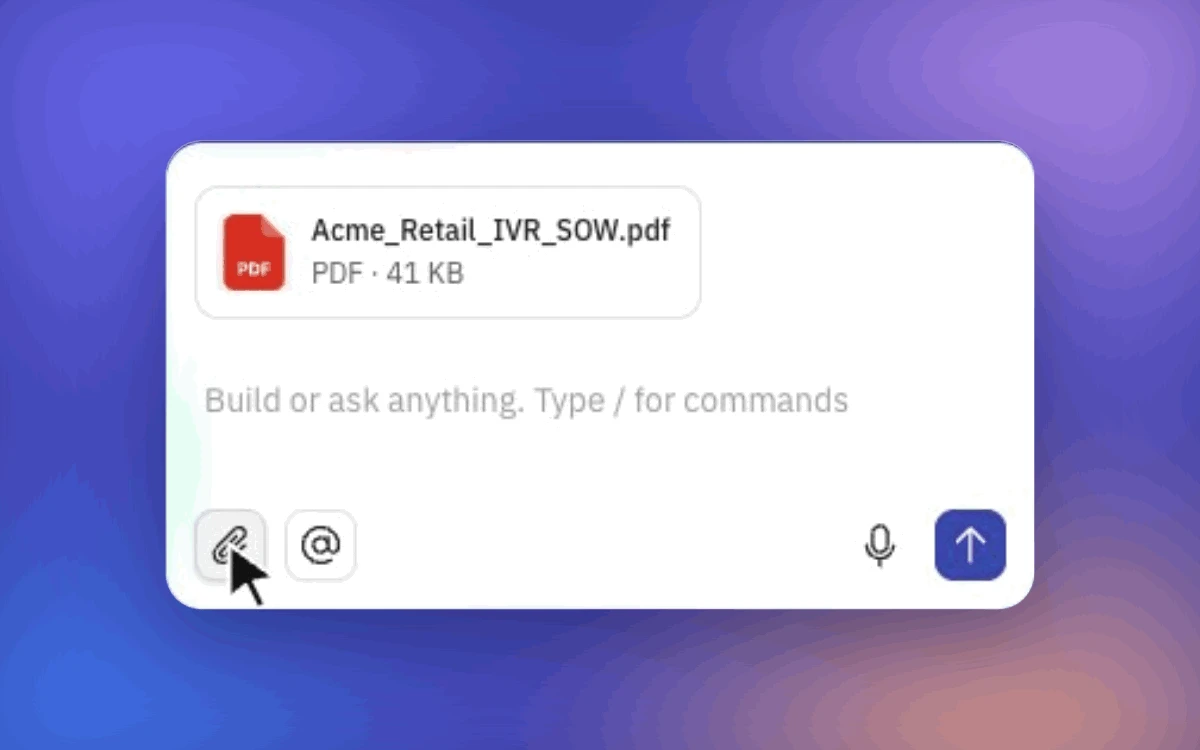 Acme_Retail_IVR_SOW.pdf
PDF
PDF · 41 KB
Build or ask anything. Type / for commands
@